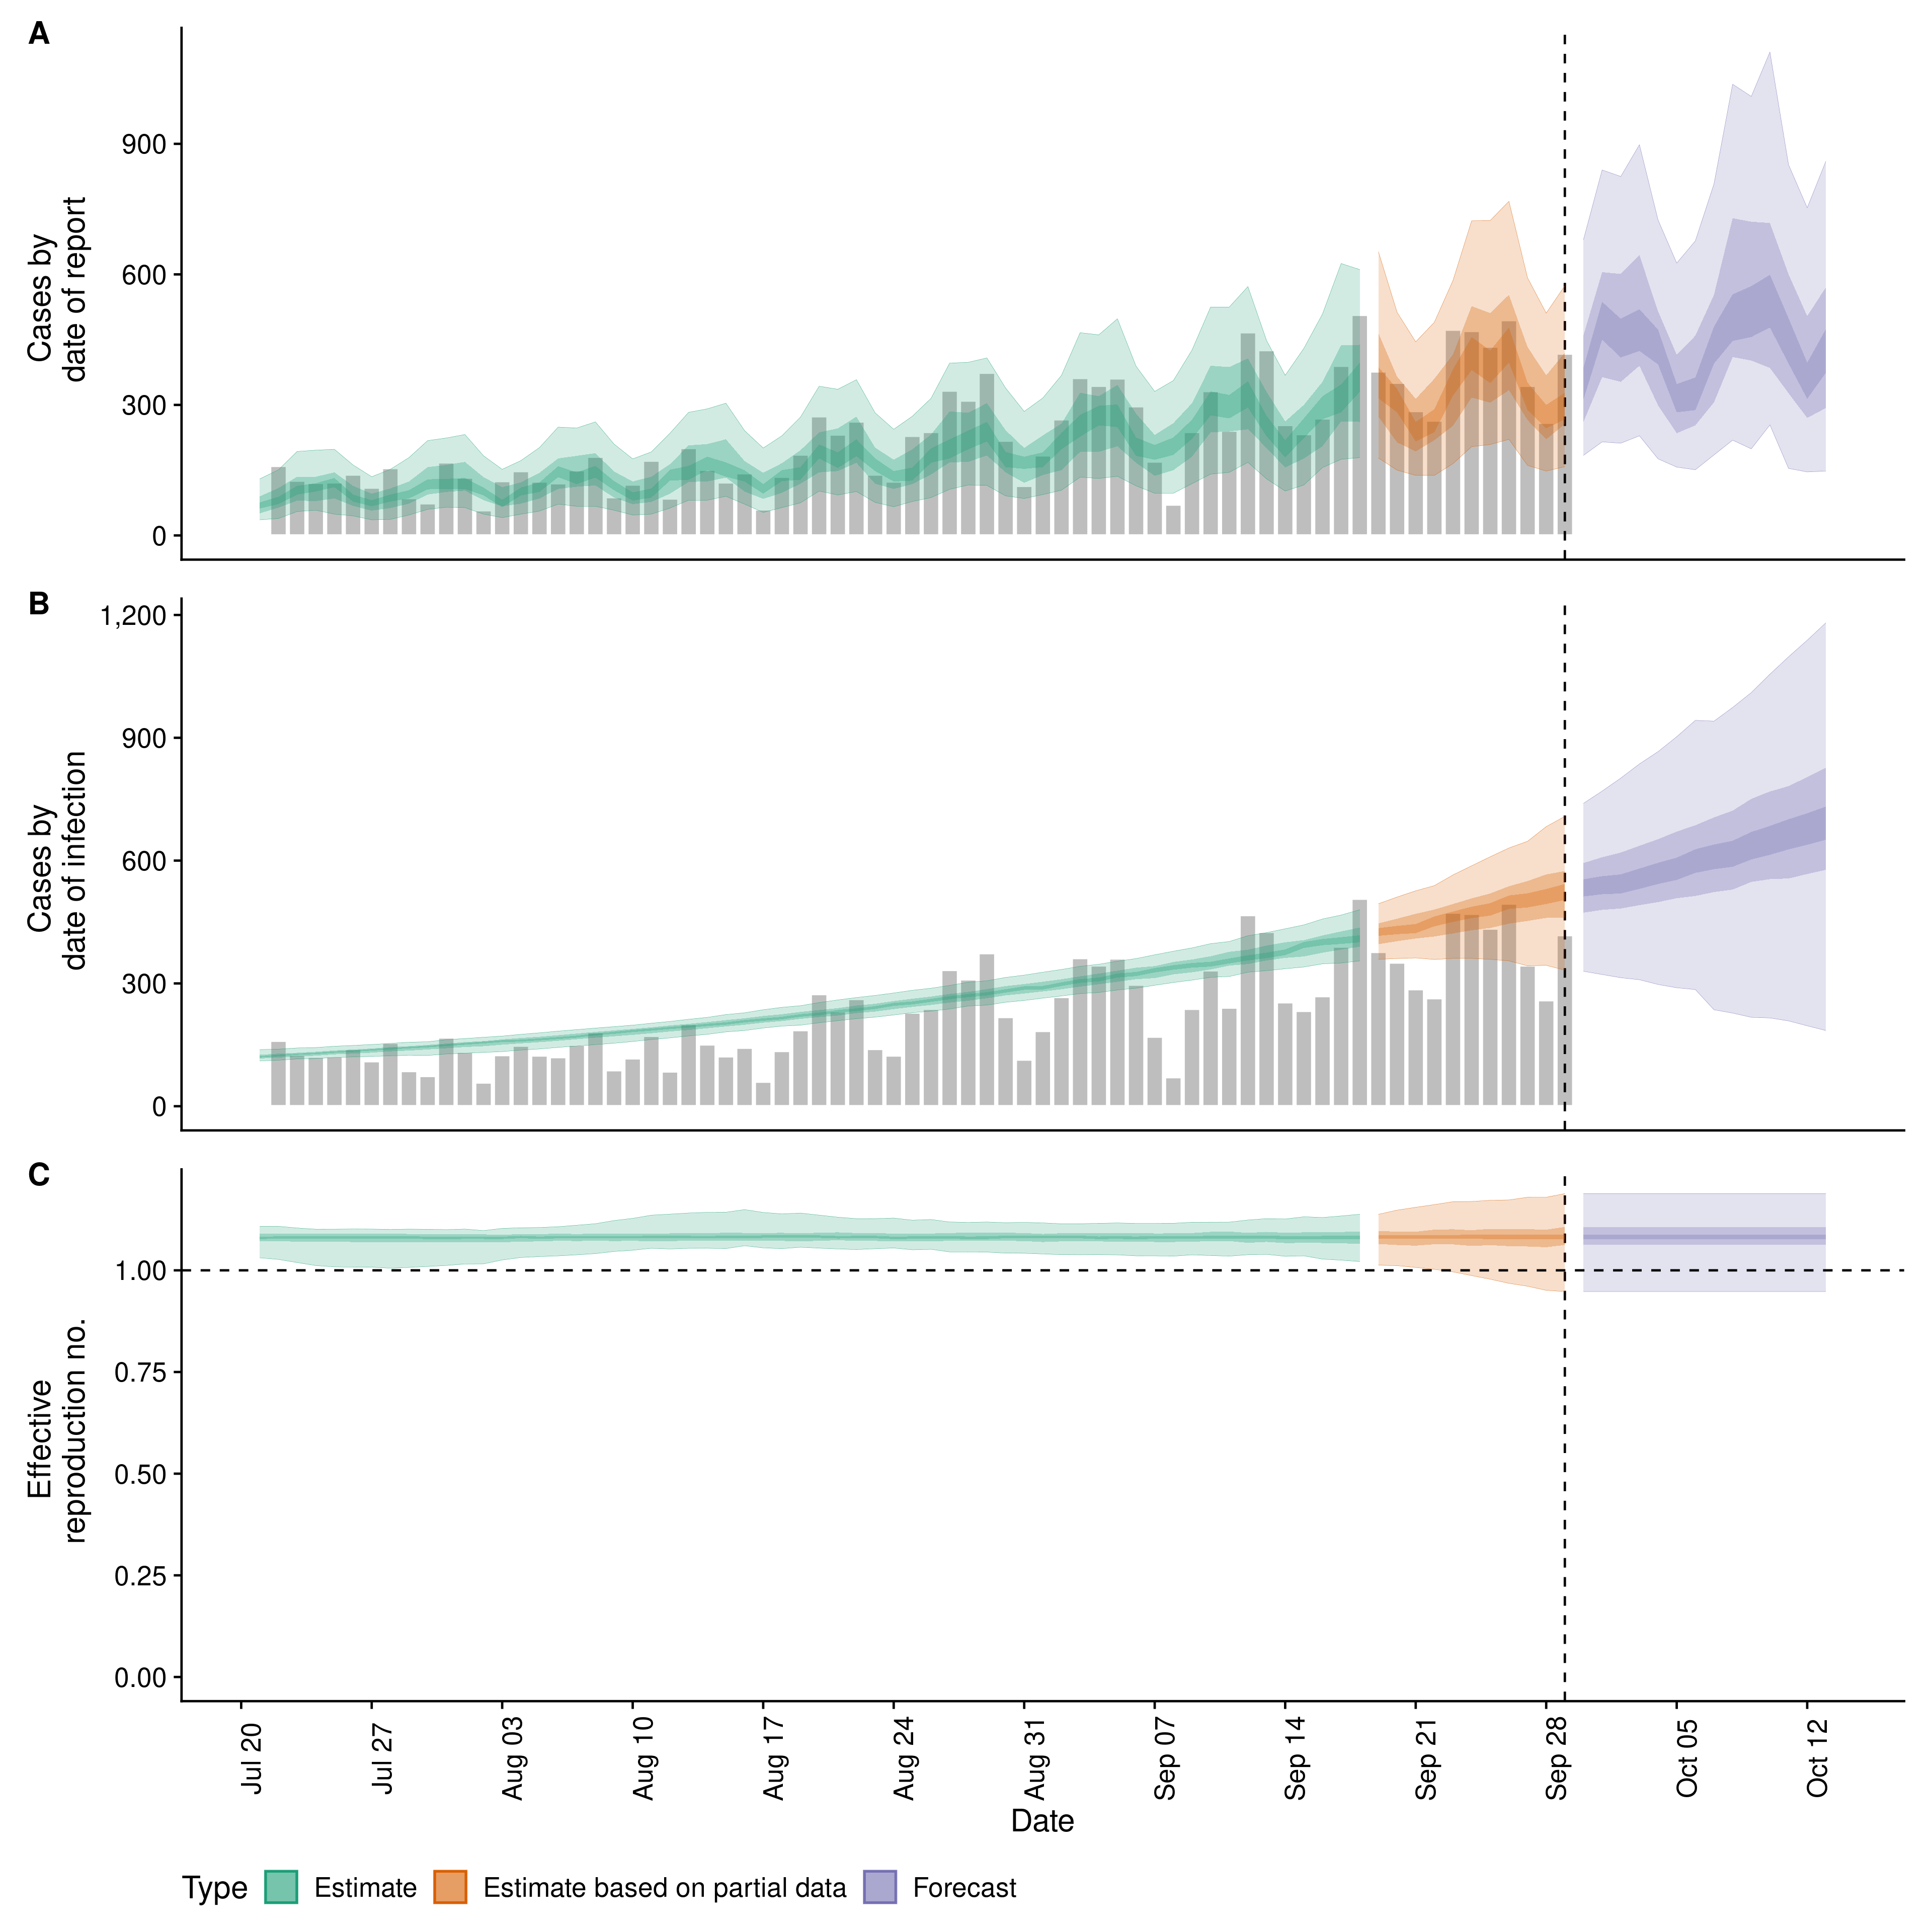 A
Cases by
date of report
900
600
300
0
B
Cases by
date of infection
1,200
900
600
300
0
C
Effective
reproduction no.
1.00
0.75
0.50
0.25
0.00
Jul 20
Jul 27
Aug 03
Aug 10
Aug 17
Aug 24
Aug 31
Sep 07
Sep 14
Sep 21
Sep 28
Oct 05
Oct 12
Date
Type Estimate Estimate based on partial data Forecast